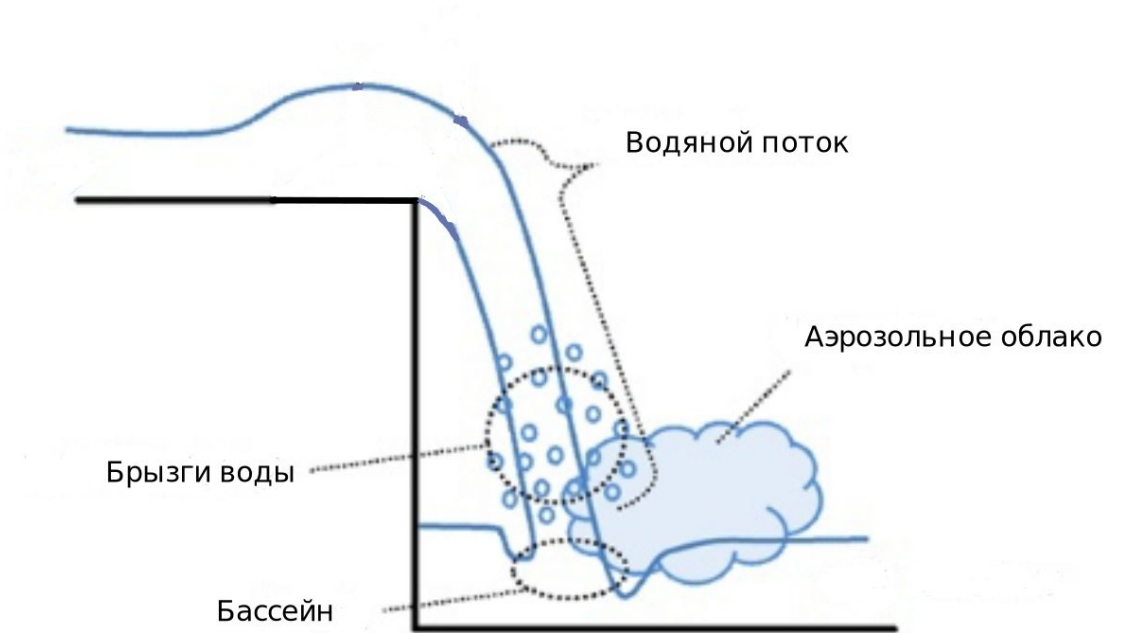 Водяной поток
Аэрозольное облако
Брызги воды
Бассейн